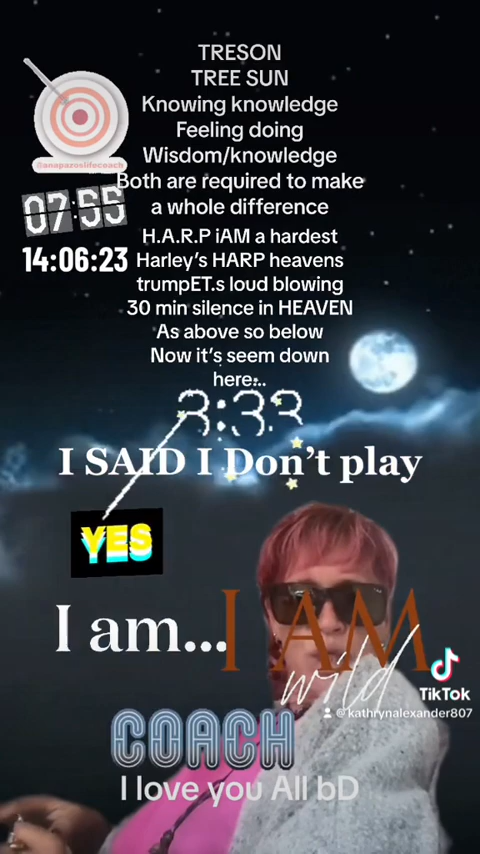 TRESON
TREE SUN
Knowing knowledge
Feeling doing
Wisdom/knowledge
Both are required to make
a whole difference
@anapazoslifecoach
07:55
14:06:23
H.A.R.P iAM a hardest
Harley's HARP heavens
trumpET.s loud blowing
30 min silence in HEAVEN
As above so below
Now it's seem down
here...
3:33
I SAID I Don't play
YES
I am...
I AM
wild
TikTok
@kathrynalexander807
COACH
I love you All bD